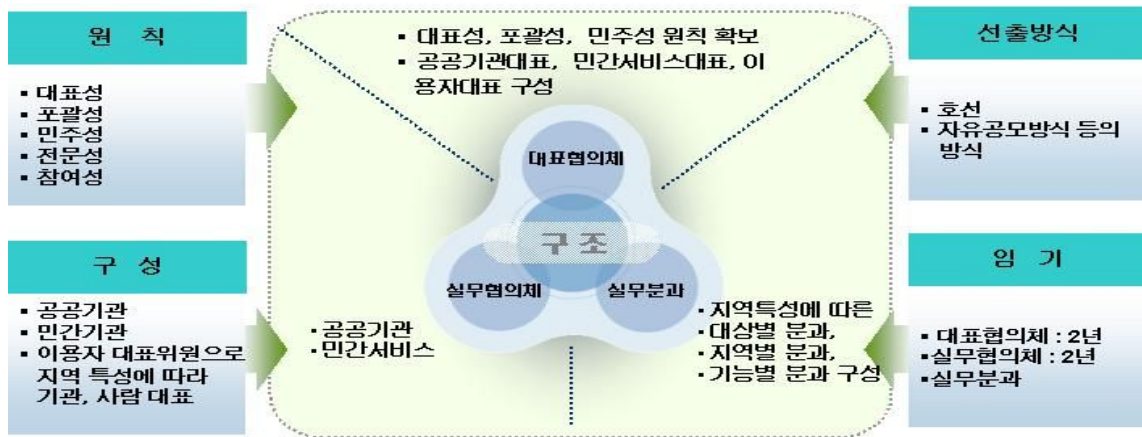 원 칙
▪ 대표성
▪ 포괄성
▪ 민주성
▪ 전문성
▪ 참여성
구 성
▪ 공공기관
▪ 민간기관
▪ 이용자 대표위원으로
지역 특성에 따라
기관, 사람 대표
▪ 대표성, 포괄성, 민주성 원칙 확보
▪ 공공기관대표, 민간서비스대표, 이
용자대표 구성
대표협의체
구 조
실무협의체
실무분과
▪공공기관
▪민간서비스
▪지역특성에 따른
▪대상별 분과,
▪지역별 분과,
▪기능별 분과 구성
선출방식
▪ 호선
▪ 자유공모방식 등의
방식
임 기
▪ 대표협의체 : 2년
▪실무협의체 : 2년
▪실무분과